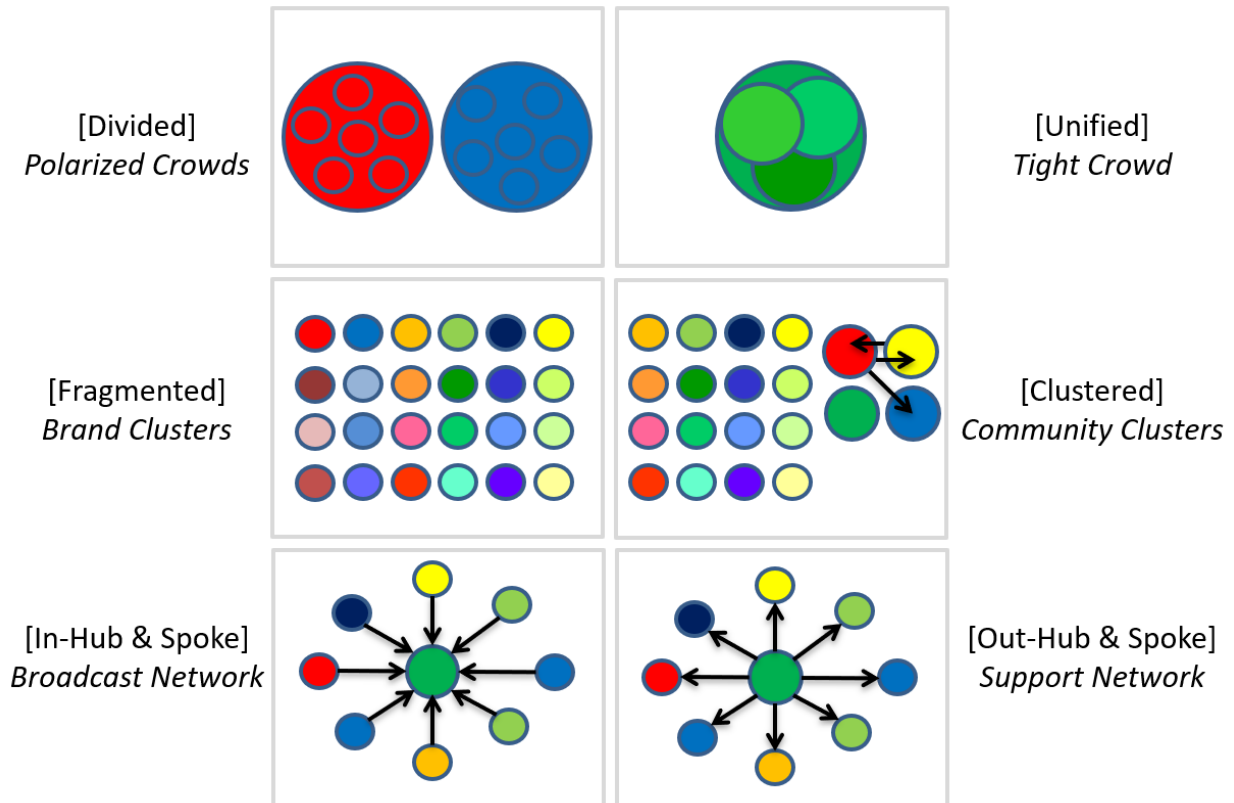 [Divided]
Polarized Crowds
[Unified]
Tight Crowd
[Fragmented]
Brand Clusters
[Clustered]
Community Clusters
[In-Hub & Spoke]
Broadcast Network
[Out-Hub & Spoke]
Support Network